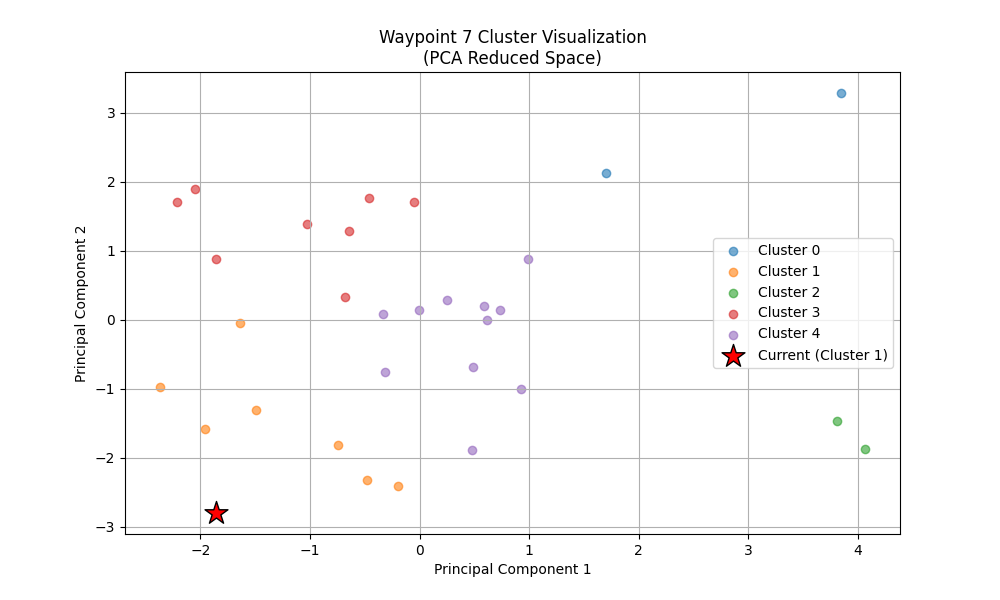 Waypoint 7 Cluster Visualization
(PCA Reduced Space)
Principal Component 2
3
2
1
0
−1
−2
−3
Cluster 0
Cluster 1
Cluster 2
Cluster 3
Cluster 4
Current (Cluster 1)
−2 −1 0 1 2 3 4
Principal Component 1